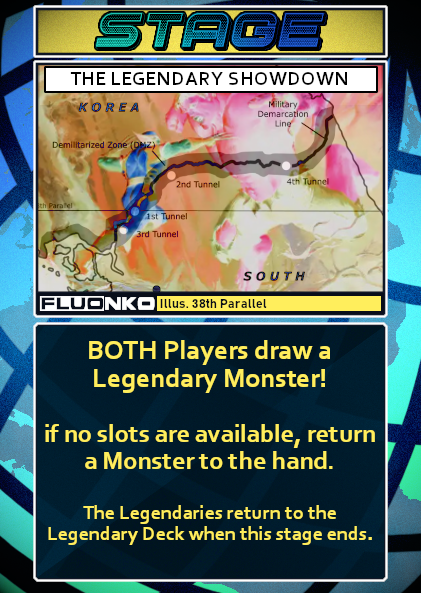 STAGE
THE LEGENDARY SHOWDOWN
KOREA
Military
Demarcation
Line
Demilitarized Zone (DMZ)
2nd Tunnel
4th Tunnel
th Parallel
1st Tunnel
3rd Tunnel
SOUTH
FLUONKO Illus. 38th Parallel
BOTH Players draw a
Legendary Monster!
if no slots are available, return
a Monster to the hand.
The Legendaries return to the
Legendary Deck when this stage ends.